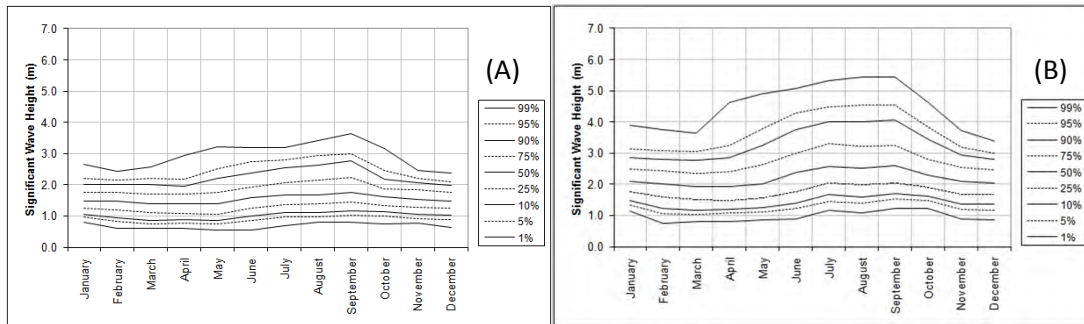 7.0
6.0
5.0
4.0
3.0
2.0
1.0
0.0
Significant Wave Height (m)
January
February
March
April
May
June
July
August
September
October
November
December
(A)
99%
95%
90%
75%
50%
25%
10%
5%
1%
7.0
6.0
5.0
4.0
3.0
2.0
1.0
0.0
Significant Wave Height (m)
January
February
March
April
May
June
July
August
September
October
November
December
(B)
99%
95%
90%
75%
50%
25%
10%
5%
1%